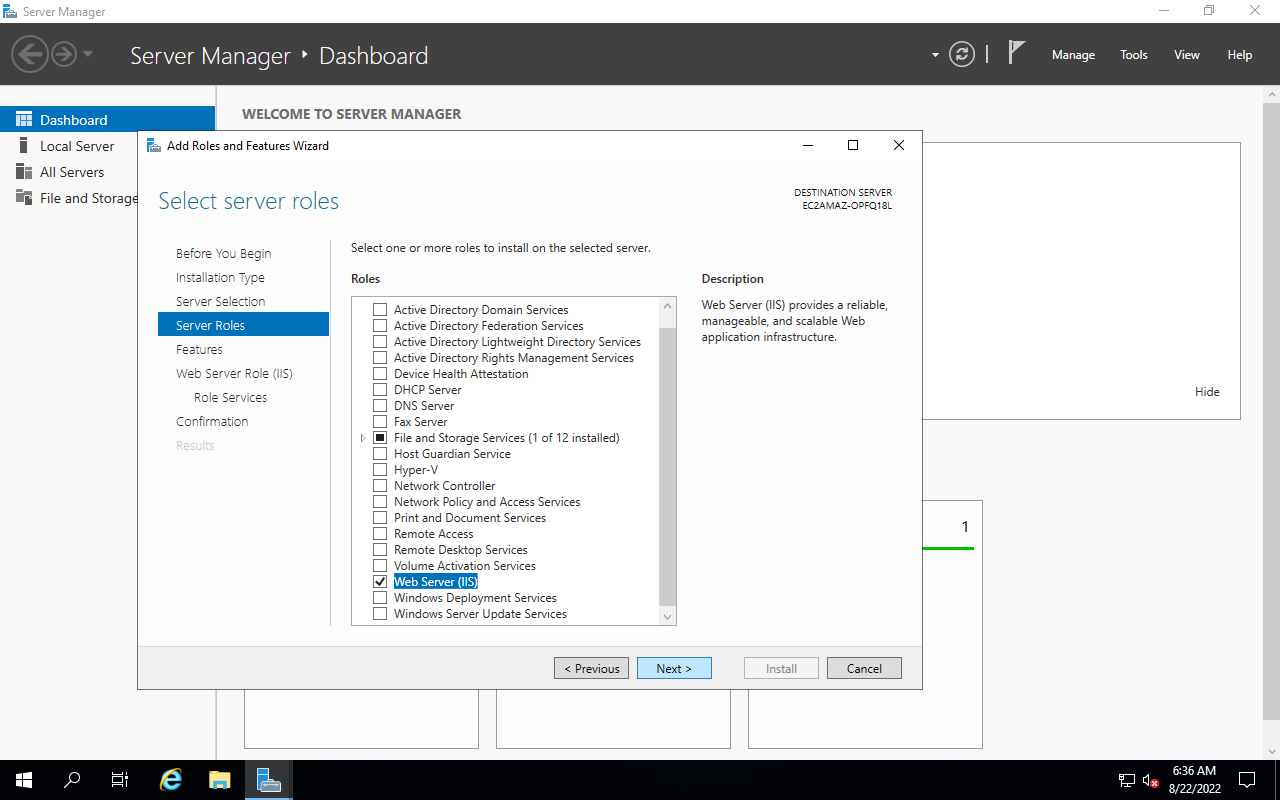 Server Manager
Server Manager ‣ Dashboard
Manage
Tools
View
Help
Dashboard
Local Server
All Servers
File and Storage
WELCOME TO SERVER MANAGER
Add Roles and Features Wizard
Select server roles
DESTINATION SERVER
EC2AMAZ-OPFQ18L
Before You Begin
Installation Type
Server Selection
Server Roles
Features
Web Server Role (IIS)
Role Services
Confirmation
Results
Select one or more roles to install on the selected server.
Roles
Active Directory Domain Services
Active Directory Federation Services
Active Directory Lightweight Directory Services
Active Directory Rights Management Services
Device Health Attestation
DHCP Server
DNS Server
Fax Server
File and Storage Services (1 of 12 installed)
Host Guardian Service
Hyper-V
Network Controller
Network Policy and Access Services
Print and Document Services
Remote Access
Remote Desktop Services
Volume Activation Services
Web Server (IIS)
Windows Deployment Services
Windows Server Update Services
Description
Web Server (IIS) provides a reliable,
manageable, and scalable Web
application infrastructure.
< Previous
Next >
Install
Cancel
Hide
1
6:36 AM
8/22/2022